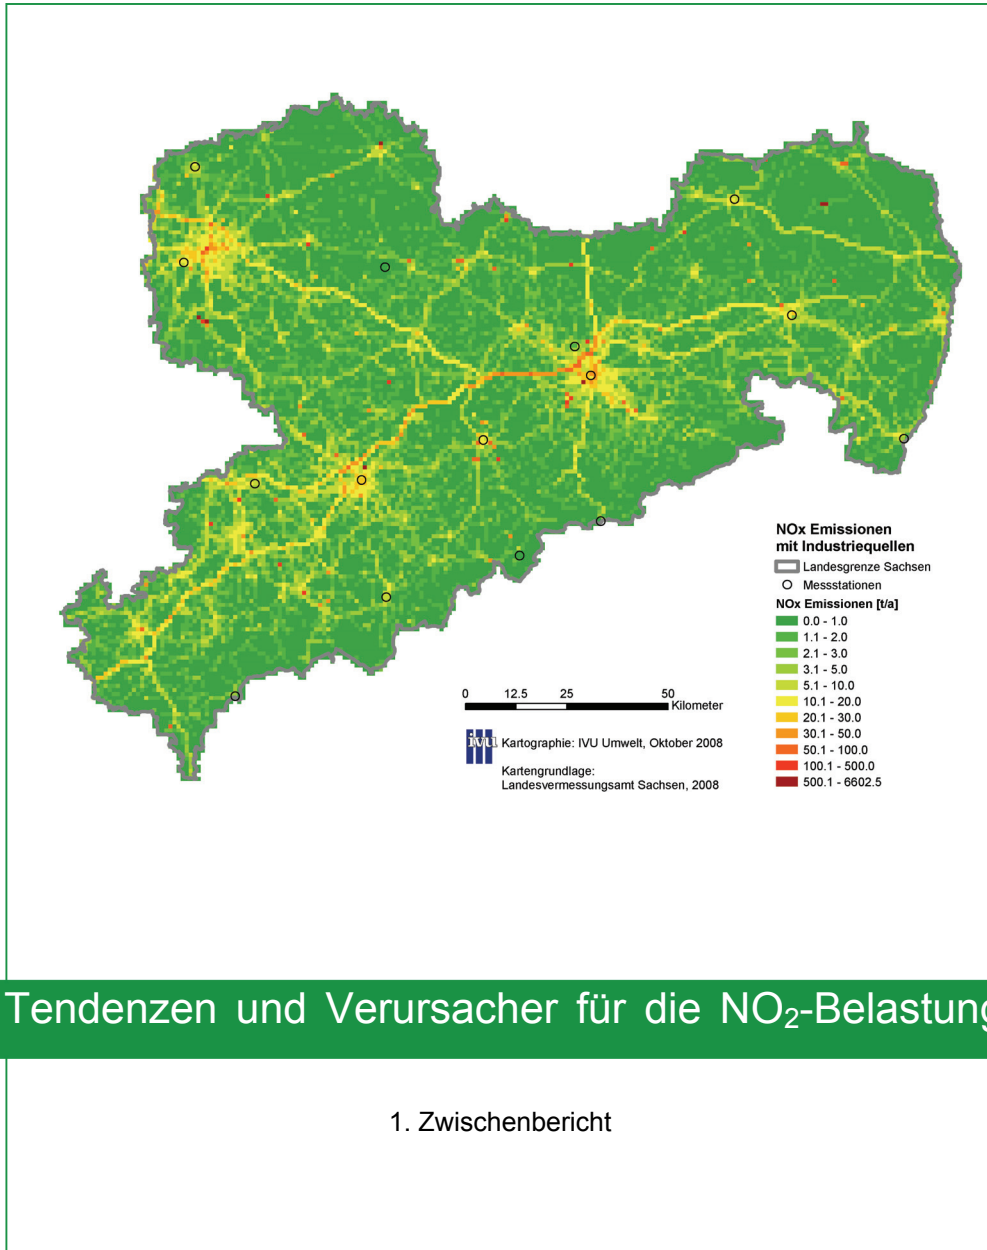 NOx Emissionen
mit Industriequellen
Landesgrenze Sachsen
Messstationen
NOx Emissionen [t/a]
0.0 - 1.0
1.1 - 2.0
2.1 - 3.0
3.1 - 5.0
5.1 - 10.0
10.1 - 20.0
20.1 - 30.0
30.1 - 50.0
50.1 - 100.0
100.1 - 500.0
500.1 - 6602.5
0 12.5 25 50
Kilometer
ivu
Kartographie: IVU Umwelt, Oktober 2008
Kartengrundlage:
Landesvermessungsamt Sachsen, 2008
Tendenzen und Verursacher für die NO₂-Belastung
1. Zwischenbericht